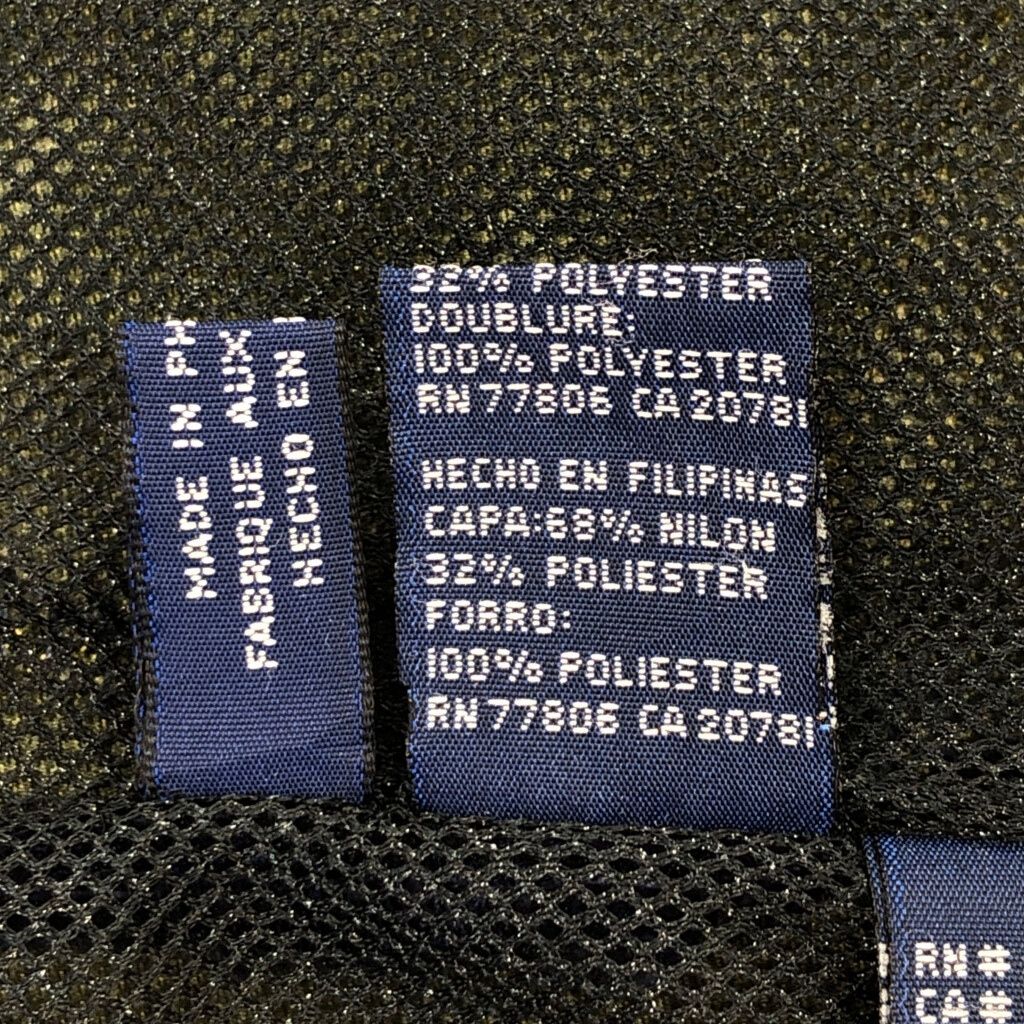 MADE IN PH
FABRIQUE AUX
HECHO EN
32% POLYESTER
DOUBLURE:
100% POLYESTER
RN 77806 CA 20781
HECHO EN FILIPINAS
CAPA:68% NILON
32% POLIESTER
FORRO:
100% POLIESTER
RN 77806 CA 20781
RN #
CA #